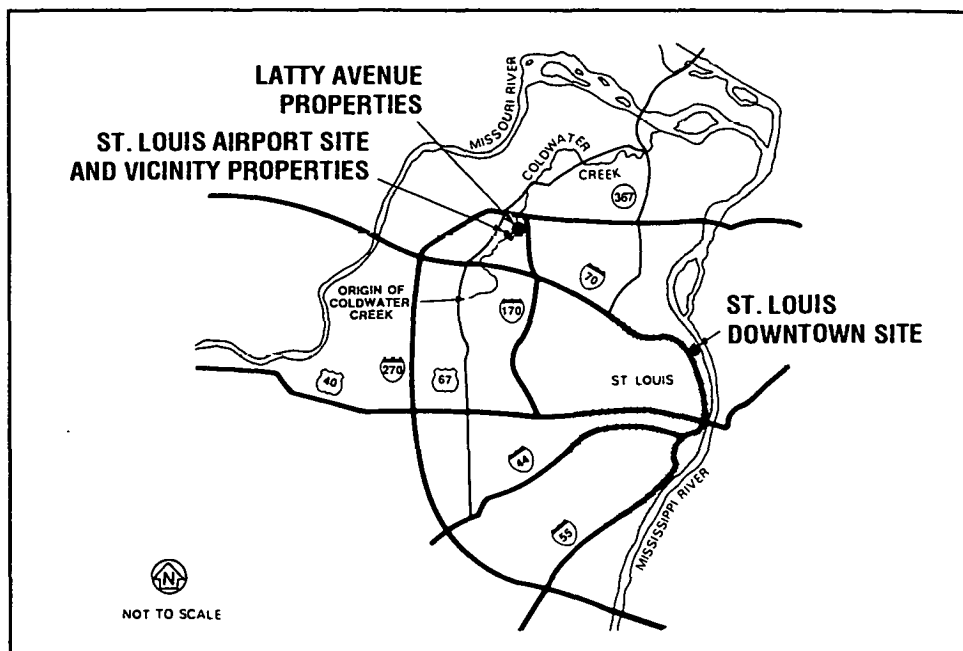 LATTY AVENUE
PROPERTIES
ST. LOUIS AIRPORT SITE
AND VICINITY PROPERTIES
MISSOURI RIVER
COLDWATER
CREEK
367
ORIGIN OF
COLDWATER
CREEK
70
170
ST. LOUIS
DOWNTOWN SITE
40
270
67
ST LOUIS
44
55
MISSISSIPPI RIVER
N
NOT TO SCALE